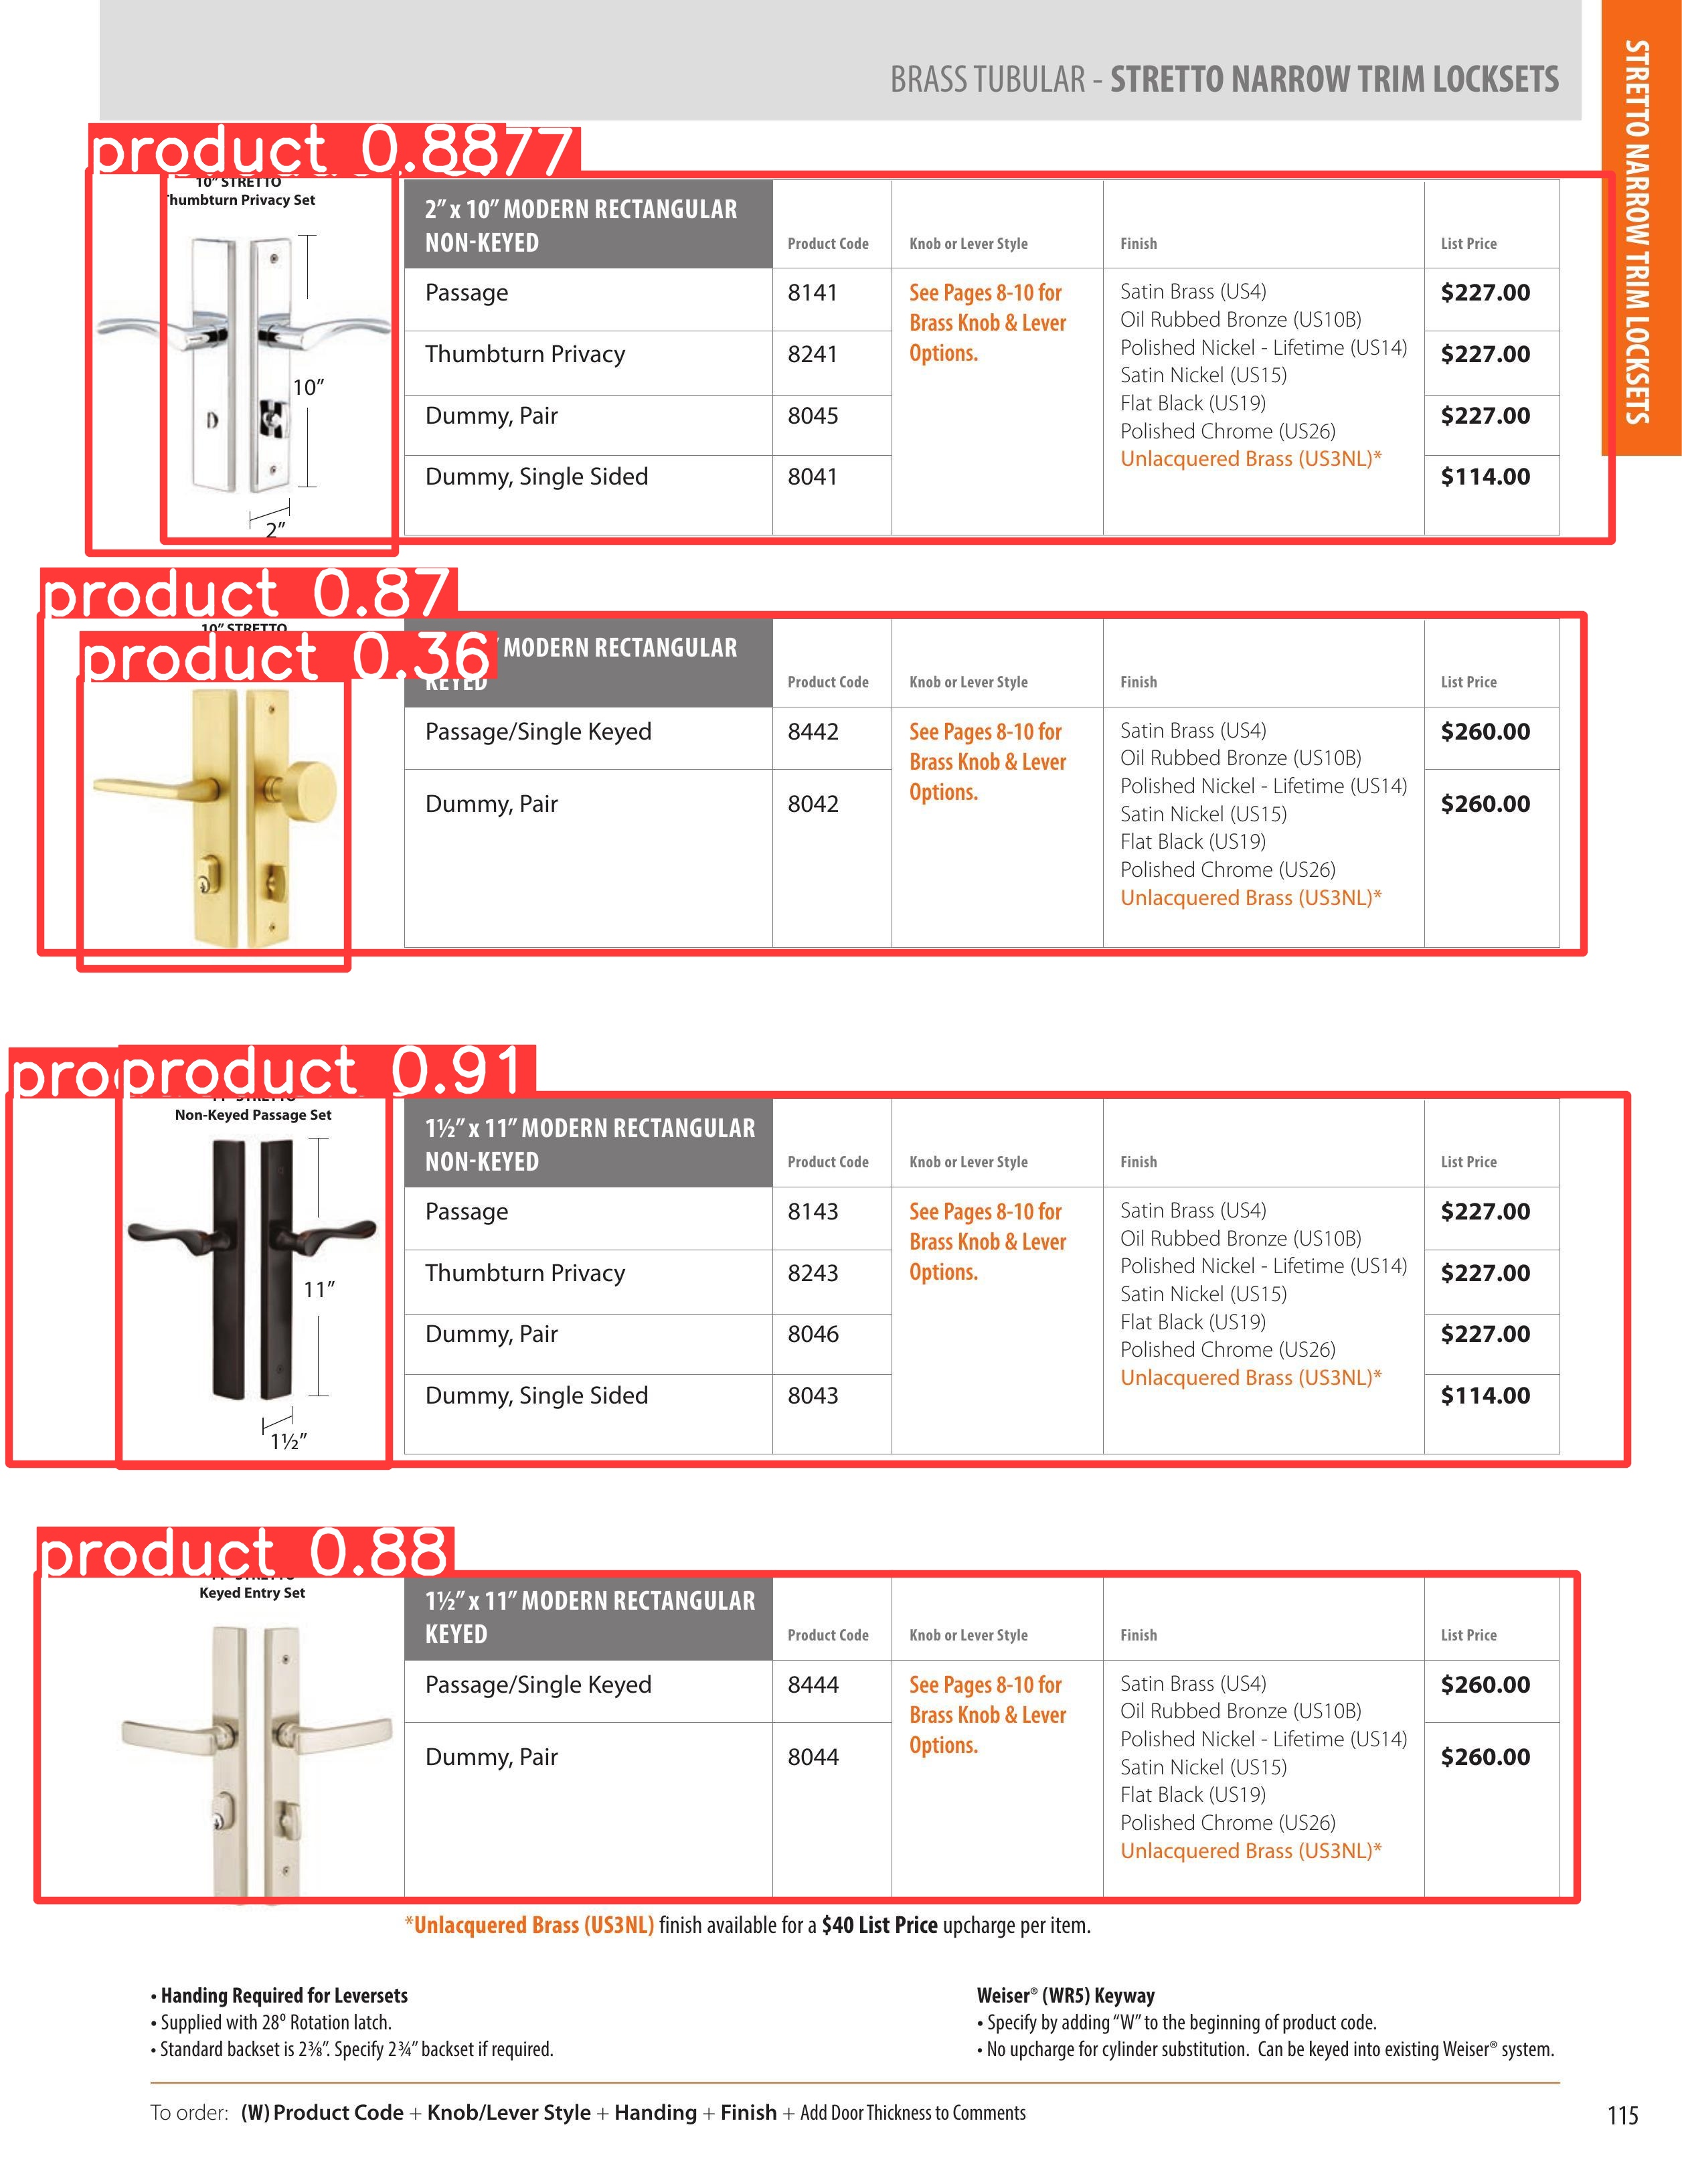 BRASS TUBULAR - STRETTO NARROW TRIM LOCKSETS
STRETTO NARROW TRIM LOCKSETS
product 0.88
77
10" STRETTO
Thumbturn Privacy Set
10"
2"
2" x 10" MODERN RECTANGULAR
NON-KEYED
Product Code Knob or Lever Style Finish List Price
Passage 8141 $227.00
Thumbturn Privacy 8241 $227.00
Dummy, Pair 8045 $227.00
Dummy, Single Sided 8041 $114.00
See Pages 8-10 for
Brass Knob & Lever
Options.
Satin Brass (US4)
Oil Rubbed Bronze (US10B)
Polished Nickel - Lifetime (US14)
Satin Nickel (US15)
Flat Black (US19)
Polished Chrome (US26)
Unlacquered Brass (US3NL)*
product 0.87
10" STRETTO
product 0.36
MODERN RECTANGULAR
KEYED
Product Code Knob or Lever Style Finish List Price
Passage/Single Keyed 8442 $260.00
Dummy, Pair 8042 $260.00
See Pages 8-10 for
Brass Knob & Lever
Options.
Satin Brass (US4)
Oil Rubbed Bronze (US10B)
Polished Nickel - Lifetime (US14)
Satin Nickel (US15)
Flat Black (US19)
Polished Chrome (US26)
Unlacquered Brass (US3NL)*
pro
product 0.91
Non-Keyed Passage Set
11"
1½"
1½" x 11" MODERN RECTANGULAR
NON-KEYED
Product Code Knob or Lever Style Finish List Price
Passage 8143 $227.00
Thumbturn Privacy 8243 $227.00
Dummy, Pair 8046 $227.00
Dummy, Single Sided 8043 $114.00
See Pages 8-10 for
Brass Knob & Lever
Options.
Satin Brass (US4)
Oil Rubbed Bronze (US10B)
Polished Nickel - Lifetime (US14)
Satin Nickel (US15)
Flat Black (US19)
Polished Chrome (US26)
Unlacquered Brass (US3NL)*
product 0.88
Keyed Entry Set
1½" x 11" MODERN RECTANGULAR
KEYED
Product Code Knob or Lever Style Finish List Price
Passage/Single Keyed 8444 $260.00
Dummy, Pair 8044 $260.00
See Pages 8-10 for
Brass Knob & Lever
Options.
Satin Brass (US4)
Oil Rubbed Bronze (US10B)
Polished Nickel - Lifetime (US14)
Satin Nickel (US15)
Flat Black (US19)
Polished Chrome (US26)
Unlacquered Brass (US3NL)*
*Unlacquered Brass (US3NL) finish available for a $40 List Price upcharge per item.
• Handing Required for Leversets
• Supplied with 28º Rotation latch.
• Standard backset is 2⅜". Specify 2¾" backset if required.
Weiser® (WR5) Keyway
• Specify by adding “W” to the beginning of product code.
• No upcharge for cylinder substitution. Can be keyed into existing Weiser® system.
To order: (W) Product Code + Knob/Lever Style + Handing + Finish + Add Door Thickness to Comments
115